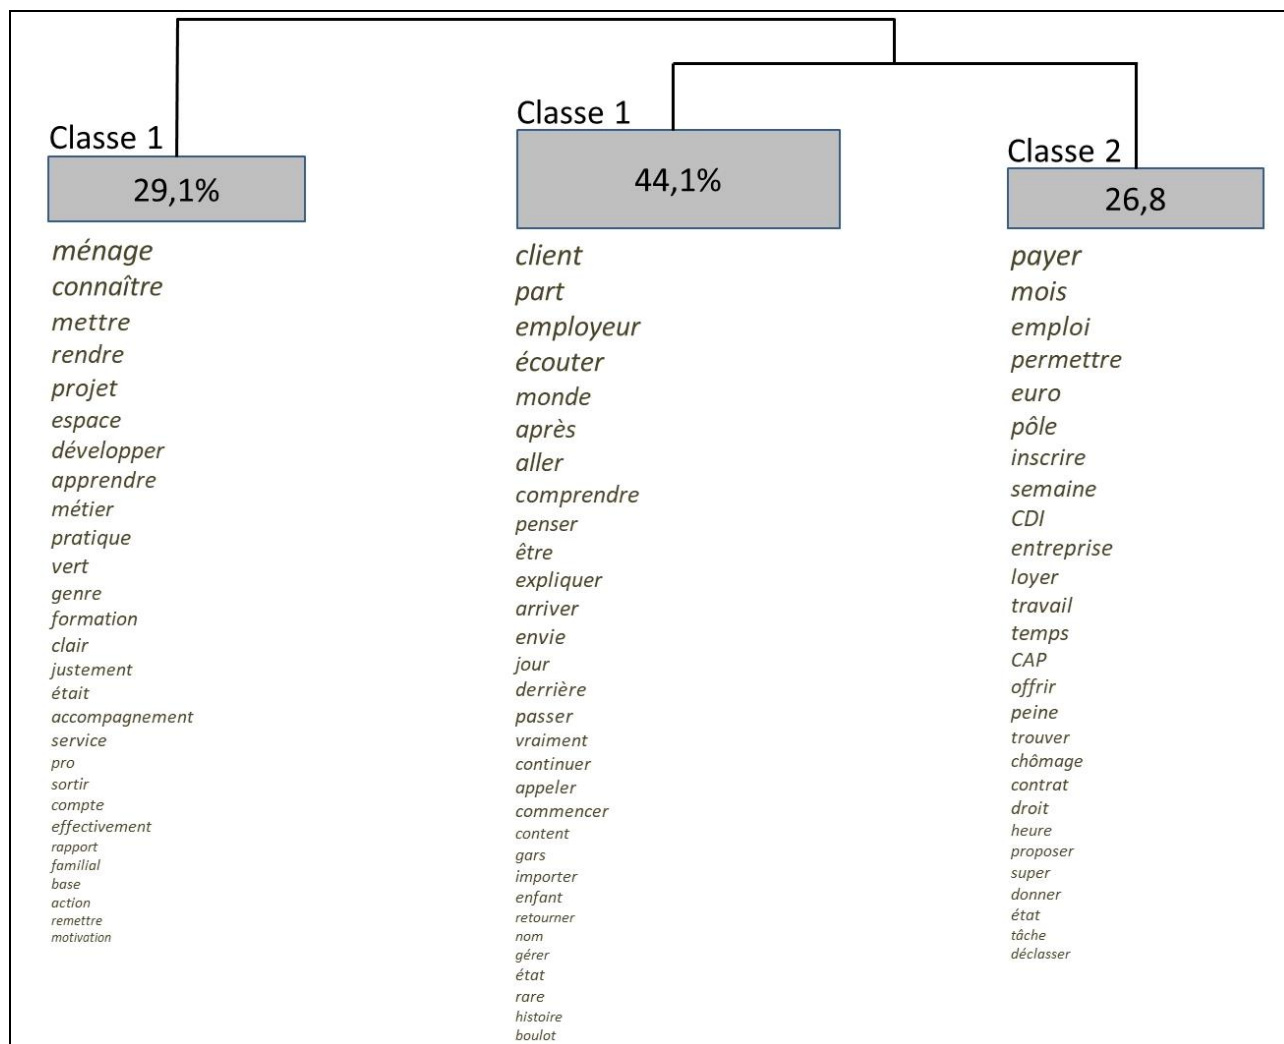 Classe 1
29,1%
ménage
connaître
mettre
rendre
projet
espace
développer
apprendre
métier
pratique
vert
genre
formation
clair
justement
était
accompagnement
service
pro
sortir
compte
effectivement
rapport
familial
base
action
remettre
motivation
Classe 1
44,1%
client
part
employeur
écouter
monde
après
aller
comprendre
penser
être
expliquer
arriver
envie
jour
derrière
passer
vraiment
continuer
appeler
commencer
content
gars
importer
enfant
retourner
nom
gérer
état
rare
histoire
boulot
Classe 2
26,8
payer
mois
emploi
permettre
euro
pôle
inscrire
semaine
CDI
entreprise
loyer
travail
temps
CAP
offrir
peine
trouver
chômage
contrat
droit
heure
proposer
super
donner
état
tâche
déclasser